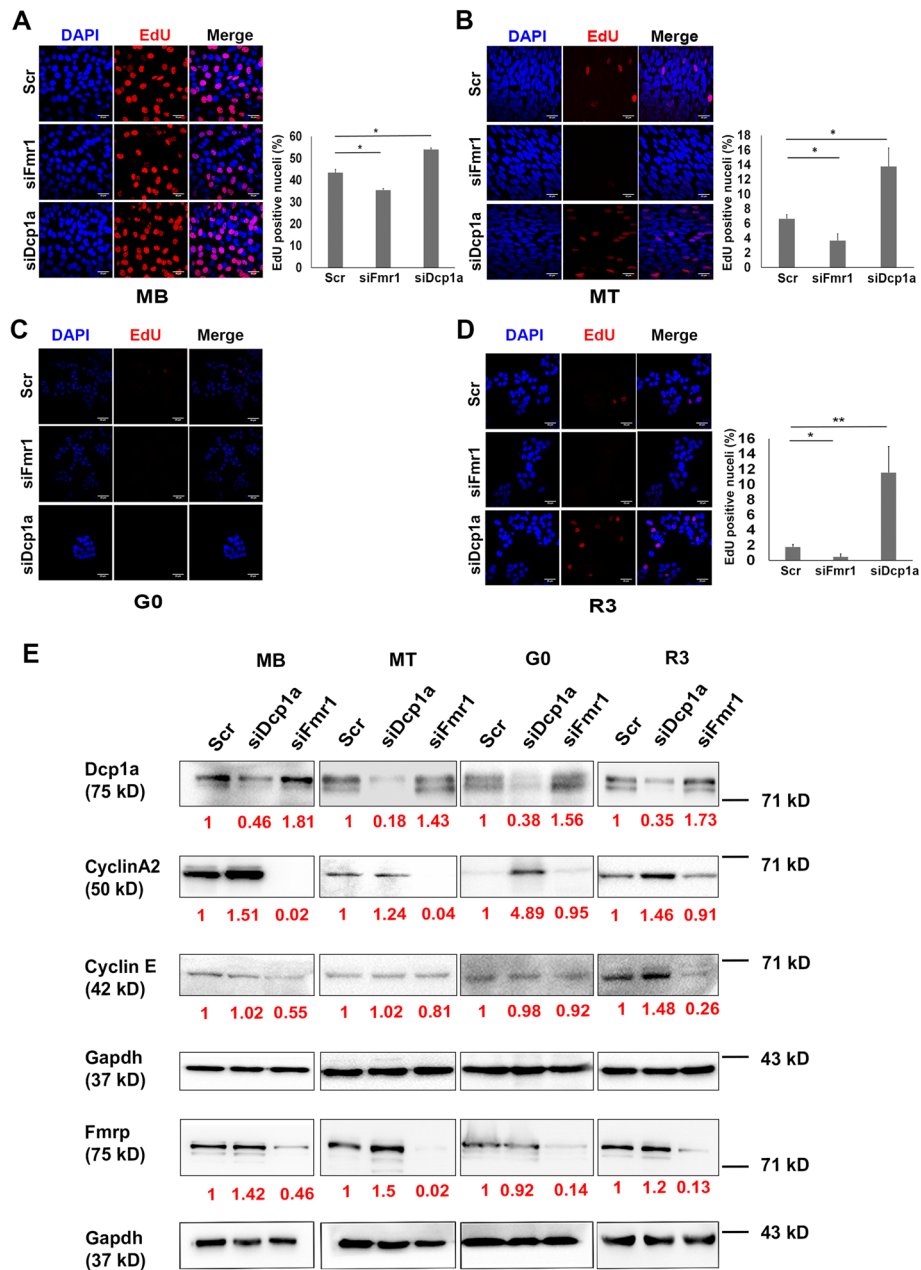 A
DAPI EdU Merge
Scr
siFmr1
siDcp1a
MB
EdU positive nuceli (%)
60
50
40
30
20
10
0
*
*
Scr siFmr1 siDcp1a
B
DAPI EdU Merge
Scr
siFmr1
siDcp1a
MT
EdU positive nuceli (%)
18
16
14
12
10
8
6
4
2
0
*
*
Scr siFmr1 siDcp1a
C
DAPI EdU Merge
Scr
siFmr1
siDcp1a
G0
D
DAPI EdU Merge
Scr
siFmr1
siDcp1a
R3
EdU positive nuceli (%)
16
14
12
10
8
6
4
2
0
**
*
Scr siFmr1 siDcp1a
E
MB MT G0 R3
Scr siDcp1a siFmr1 Scr siDcp1a siFmr1 Scr siDcp1a siFmr1 Scr siDcp1a siFmr1
Dcp1a
(75 kD)
71 kD
1 0.46 1.81 1 0.18 1.43 1 0.38 1.56 1 0.35 1.73
CyclinA2
(50 kD)
71 kD
1 1.51 0.02 1 1.24 0.04 1 4.89 0.95 1 1.46 0.91
Cyclin E
(42 kD)
71 kD
1 1.02 0.55 1 1.02 0.81 1 0.98 0.92 1 1.48 0.26
Gapdh
(37 kD)
43 kD
Fmrp
(75 kD)
71 kD
1 1.42 0.46 1 1.5 0.02 1 0.92 0.14 1 1.2 0.13
Gapdh
(37 kD)
43 kD